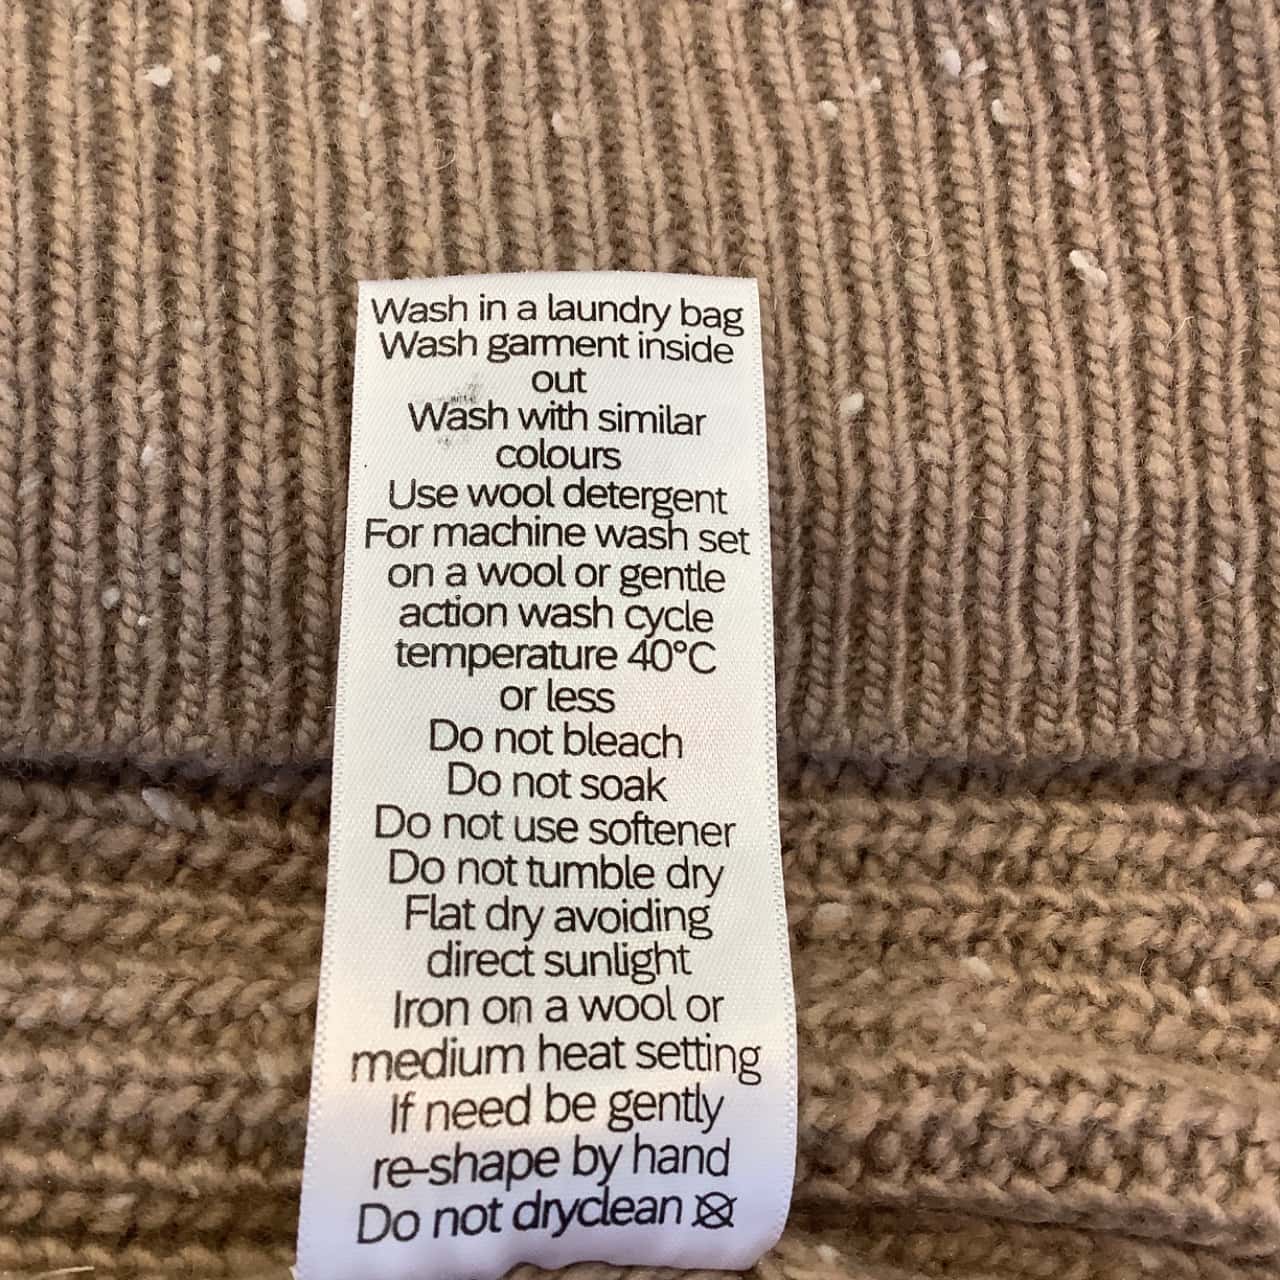 Wash in a laundry bag
Wash garment inside
out
Wash with similar
colours
Use wool detergent
For machine wash set
on a wool or gentle
action wash cycle
temperature 40°C
or less
Do not bleach
Do not soak
Do not use softener
Do not tumble dry
Flat dry avoiding
direct sunlight
Iron on a wool or
medium heat setting
If need be gently
re-shape by hand
Do not dryclean